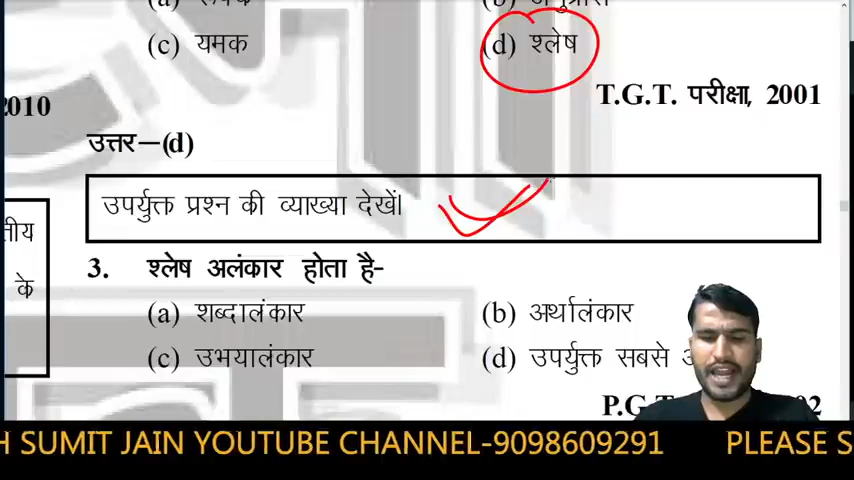 (c) यमक (d) श्लेष
T.G.T. परीक्षा, 2001
2010
उत्तर–(d)
उपर्युक्त प्रश्न की व्याख्या देखें।
तीय
के
3. श्लेष अलंकार होता है-
(a) शब्दालंकार (b) अर्थालंकार
(c) उभयालंकार (d) उपर्युक्त सबसे
P.G
SUMIT JAIN YOUTUBE CHANNEL-9098609291 PLEASE S